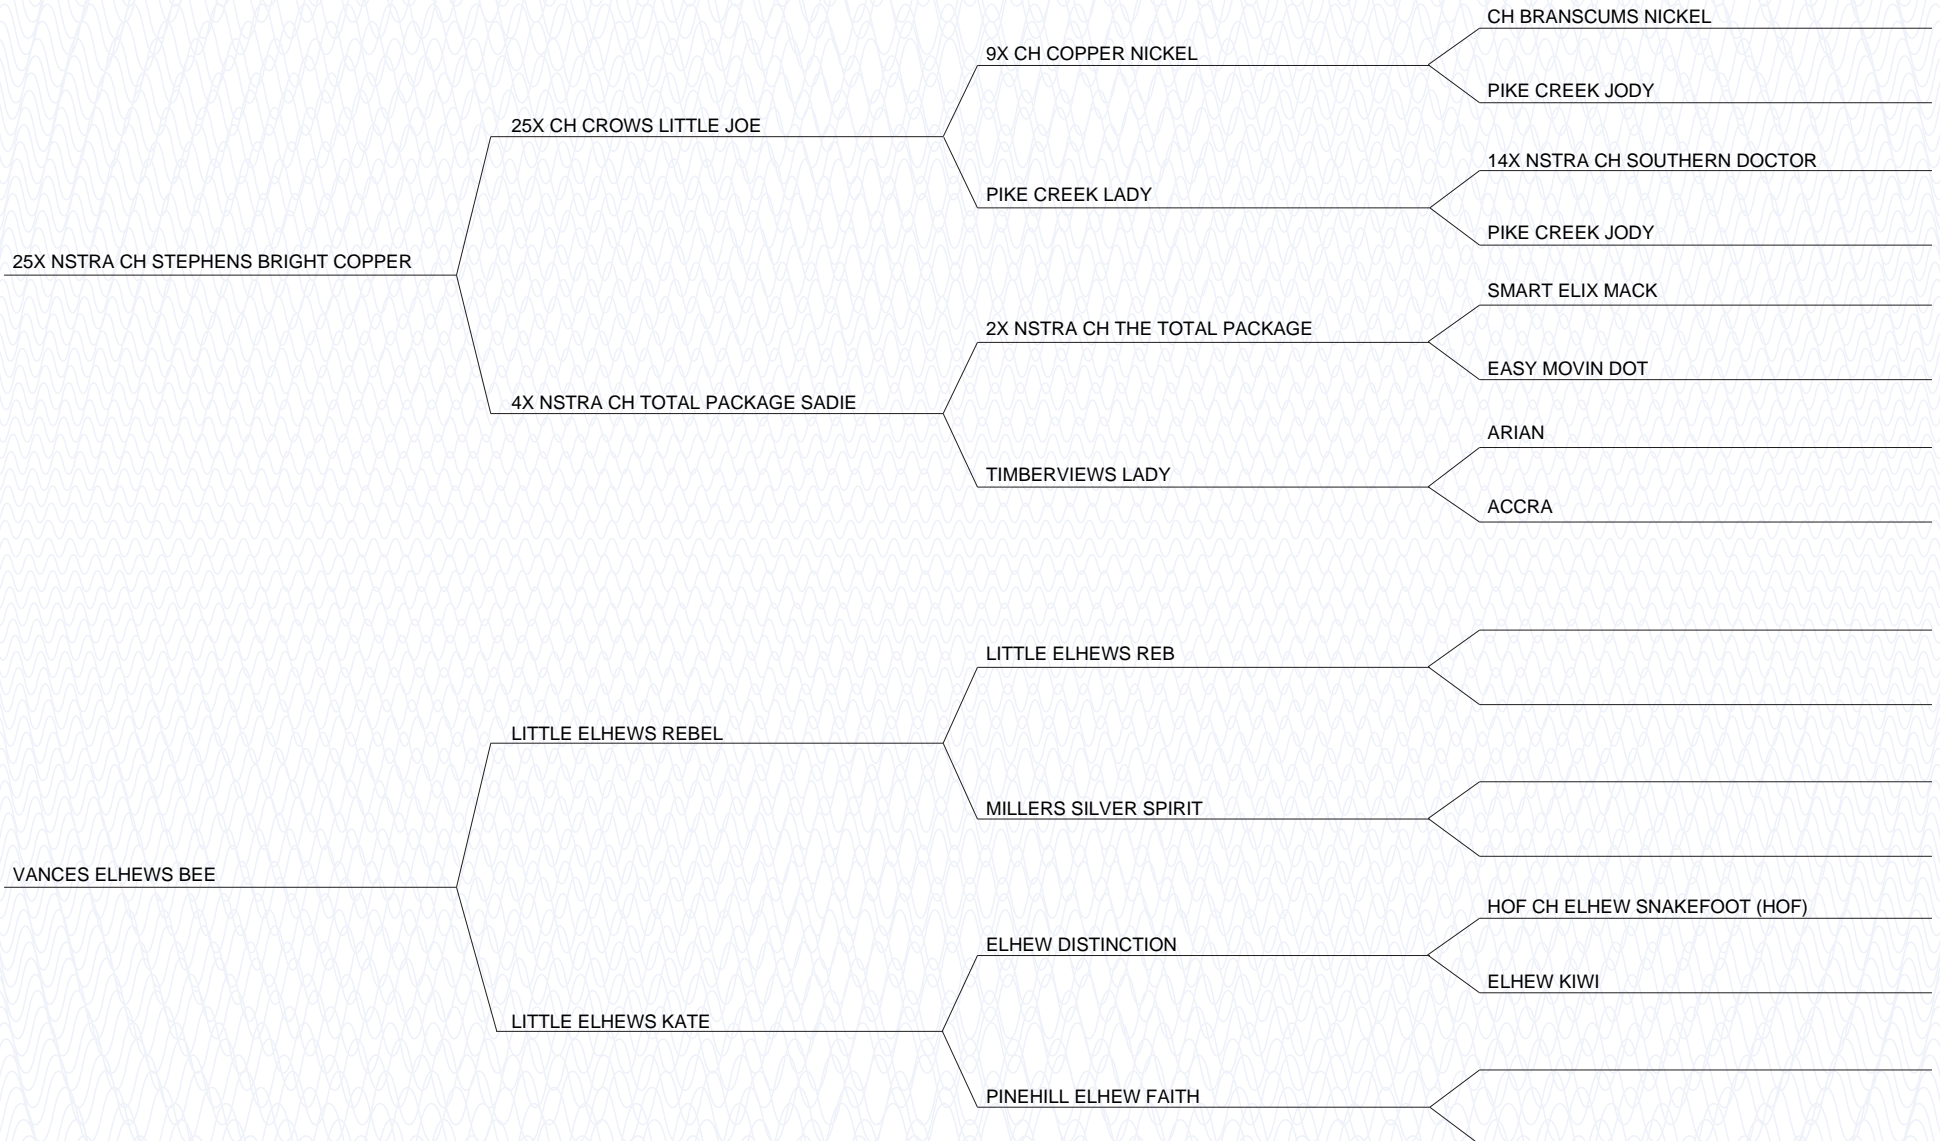 CH BRANSCUMS NICKEL
9X CH COPPER NICKEL
PIKE CREEK JODY
25X CH CROWS LITTLE JOE
14X NSTRA CH SOUTHERN DOCTOR
PIKE CREEK LADY
PIKE CREEK JODY
25X NSTRA CH STEPHENS BRIGHT COPPER
SMART ELIX MACK
2X NSTRA CH THE TOTAL PACKAGE
EASY MOVIN DOT
4X NSTRA CH TOTAL PACKAGE SADIE
ARIAN
TIMBERVIEWS LADY
ACCRA
LITTLE ELHEWS REB
LITTLE ELHEWS REBEL
MILLERS SILVER SPIRIT
VANCES ELHEWS BEE
HOF CH ELHEW SNAKEFOOT (HOF)
ELHEW DISTINCTION
ELHEW KIWI
LITTLE ELHEWS KATE
PINEHILL ELHEW FAITH